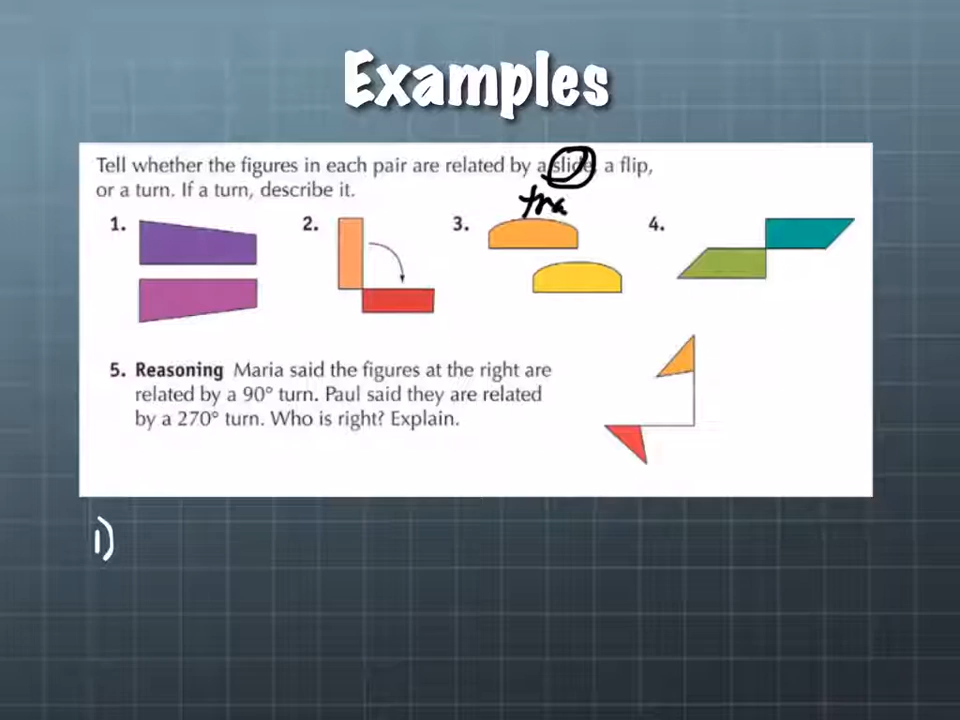 Examples
Tell whether the figures in each pair are related by a slide, a flip,
tra
or a turn. If a turn, describe it.
1.
2.
3.
4.
5. Reasoning Maria said the figures at the right are
related by a 90° turn. Paul said they are related
by a 270° turn. Who is right? Explain.
1)